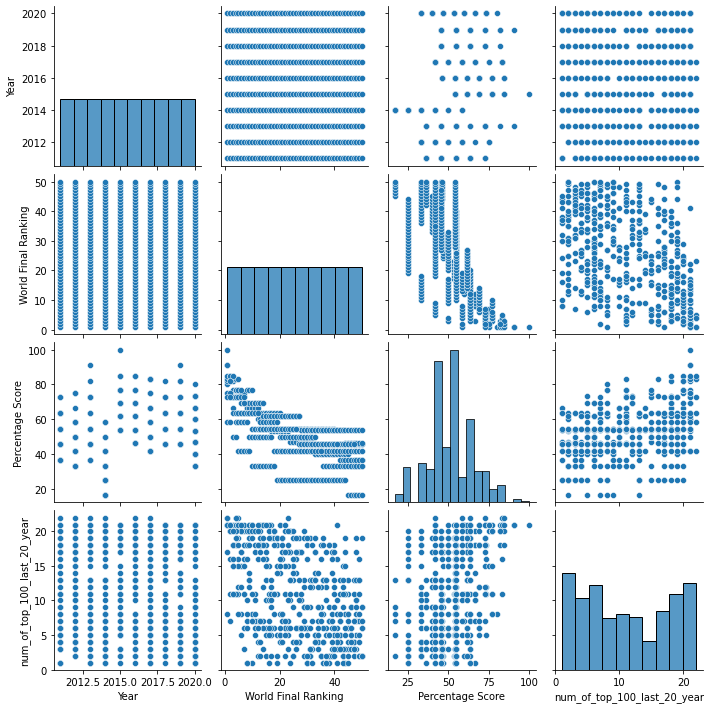 2020
2018
2016
2014
2012
Year
50
40
30
20
10
0
World Final Ranking
100
80
60
40
20
Percentage Score
20
15
10
5
0
num_of_top_100_last_20_year
2012.5 2015.0 2017.5 2020.0
Year
0 20 40
World Final Ranking
25 50 75 100
Percentage Score
0 10 20
num_of_top_100_last_20_year